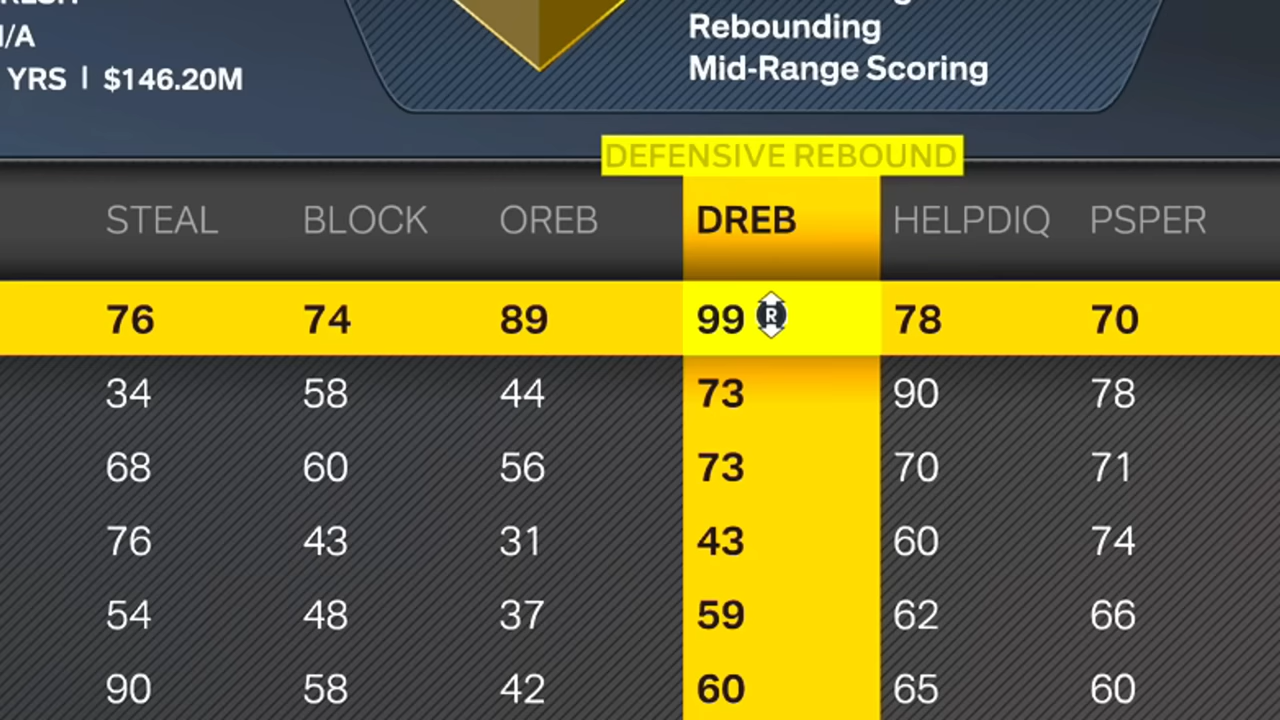 I/A
YRS | $146.20M
Rebounding
Mid-Range Scoring
DEFENSIVE REBOUND
STEAL BLOCK OREB DREB HELPDIQ PSPER
76 74 89 99 R 78 70
34 58 44 73 90 78
68 60 56 73 70 71
76 43 31 43 60 74
54 48 37 59 62 66
90 58 42 60 65 60